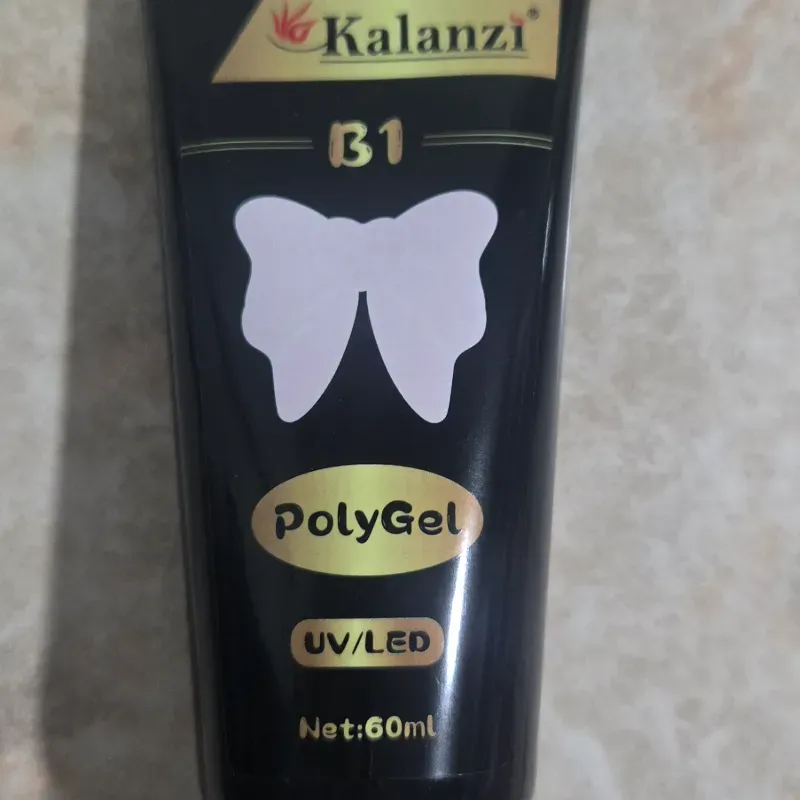 Kalanzi®
B1
PolyGel
UV/LED
Net:60ml